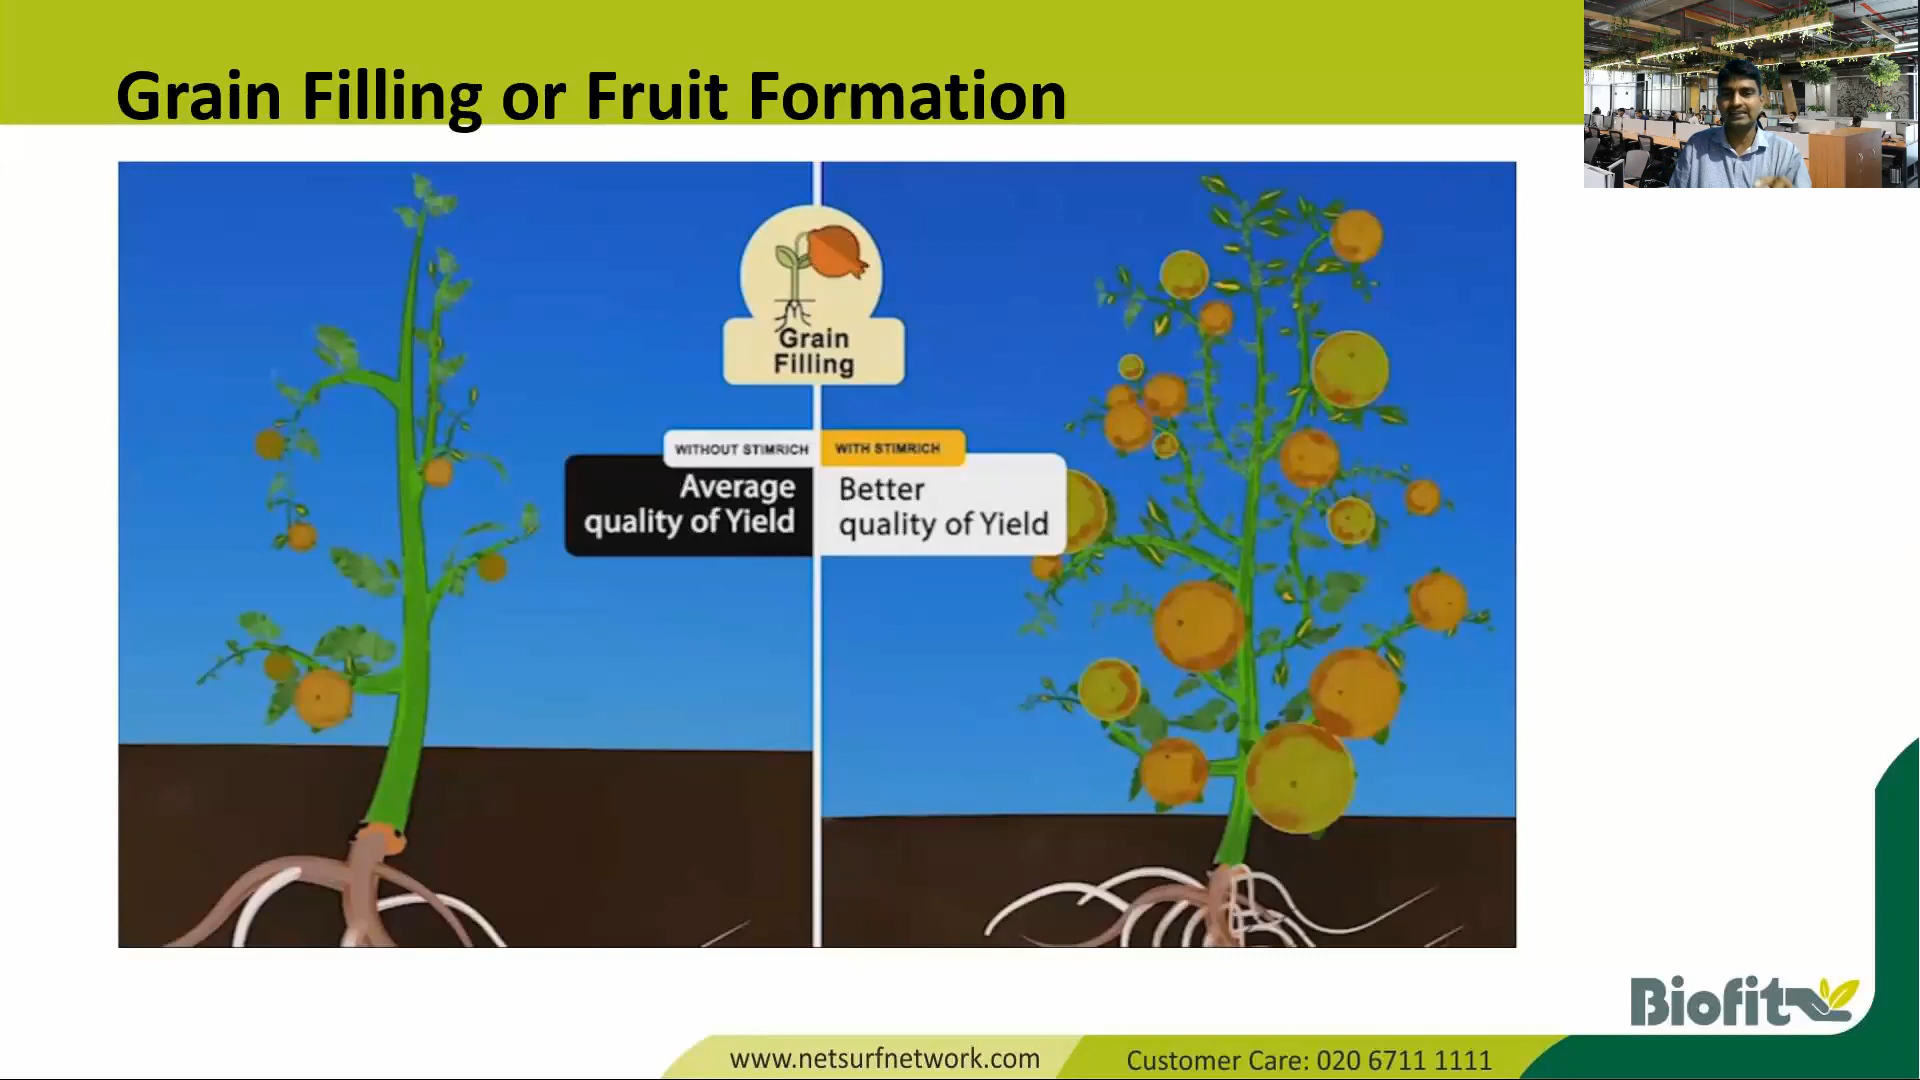 Grain Filling or Fruit Formation
Grain
Filling
WITHOUT STIMRICH
WITH STIMRICH
Average
quality of Yield
Better
quality of Yield
Biofit
www.netsurfnetwork.com
Customer Care: 020 6711 1111